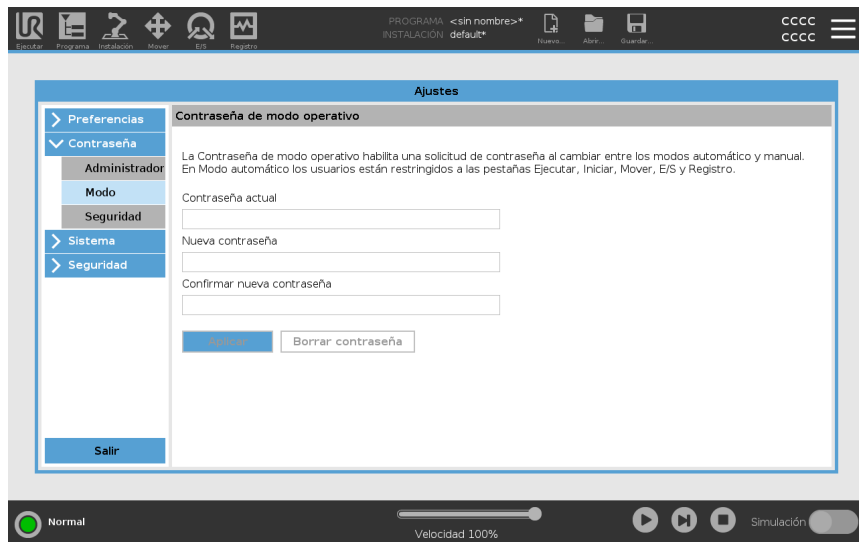 PROGRAMA <sin nombre>*
INSTALACIÓN default*
Ejecutar Programa Instalación Mover E/S Registro
Nuevo... Abrir... Guardar...
CCCC
CCCC
Ajustes
Preferencias
Contraseña
Administrador
Modo
Seguridad
Sistema
Seguridad
Salir
Contraseña de modo operativo
La Contraseña de modo operativo habilita una solicitud de contraseña al cambiar entre los modos automático y manual.
En Modo automático los usuarios están restringidos a las pestañas Ejecutar, Iniciar, Mover, E/S y Registro.
Contraseña actual
Nueva contraseña
Confirmar nueva contraseña
Aplicar Borrar contraseña
Normal
Velocidad 100%
Simulación